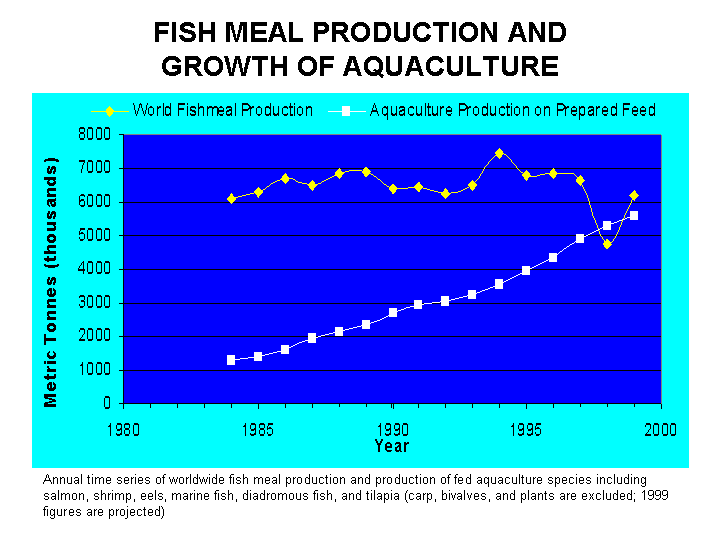 FISH MEAL PRODUCTION AND
GROWTH OF AQUACULTURE
World Fishmeal Production
Aquaculture Production on Prepared Feed
Metric Tonnes (thousands)
8000
7000
6000
5000
4000
3000
2000
1000
0
1980
1985
1990
1995
2000
Year
Annual time series of worldwide fish meal production and production of fed aquaculture species including
salmon, shrimp, eels, marine fish, diadromous fish, and tilapia (carp, bivalves, and plants are excluded; 1999
figures are projected)